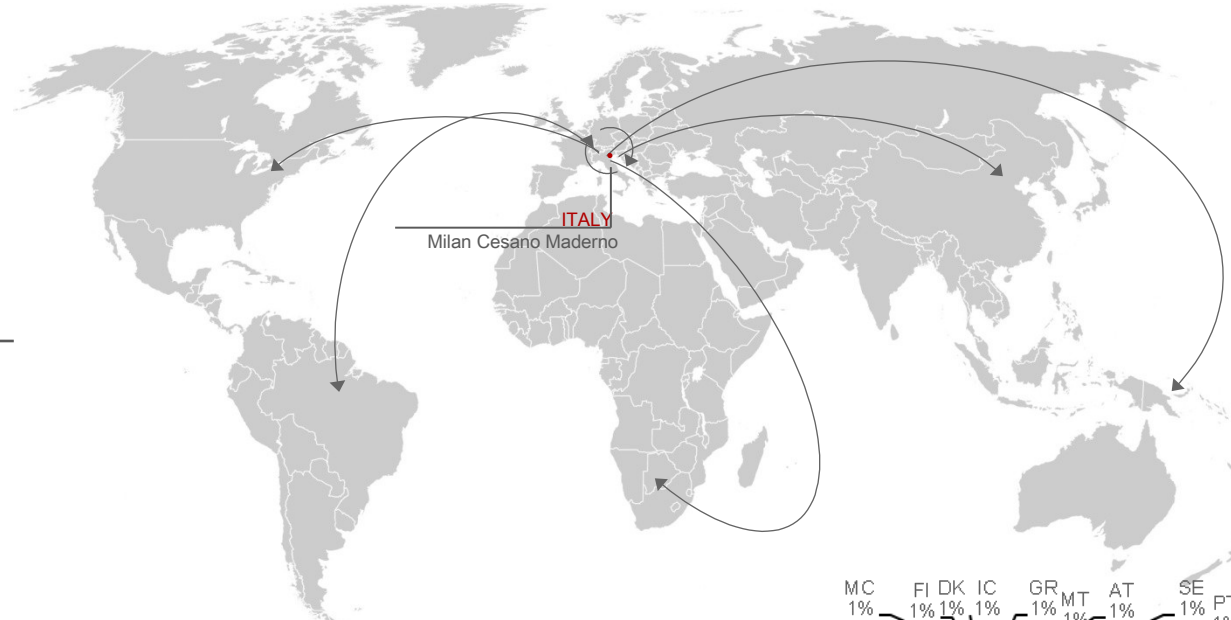 ITALY
Milan Cesano Maderno
MC FI DK IC GR MT AT SE PT
1% 1% 1% 1% 1% 1% 1% 1%